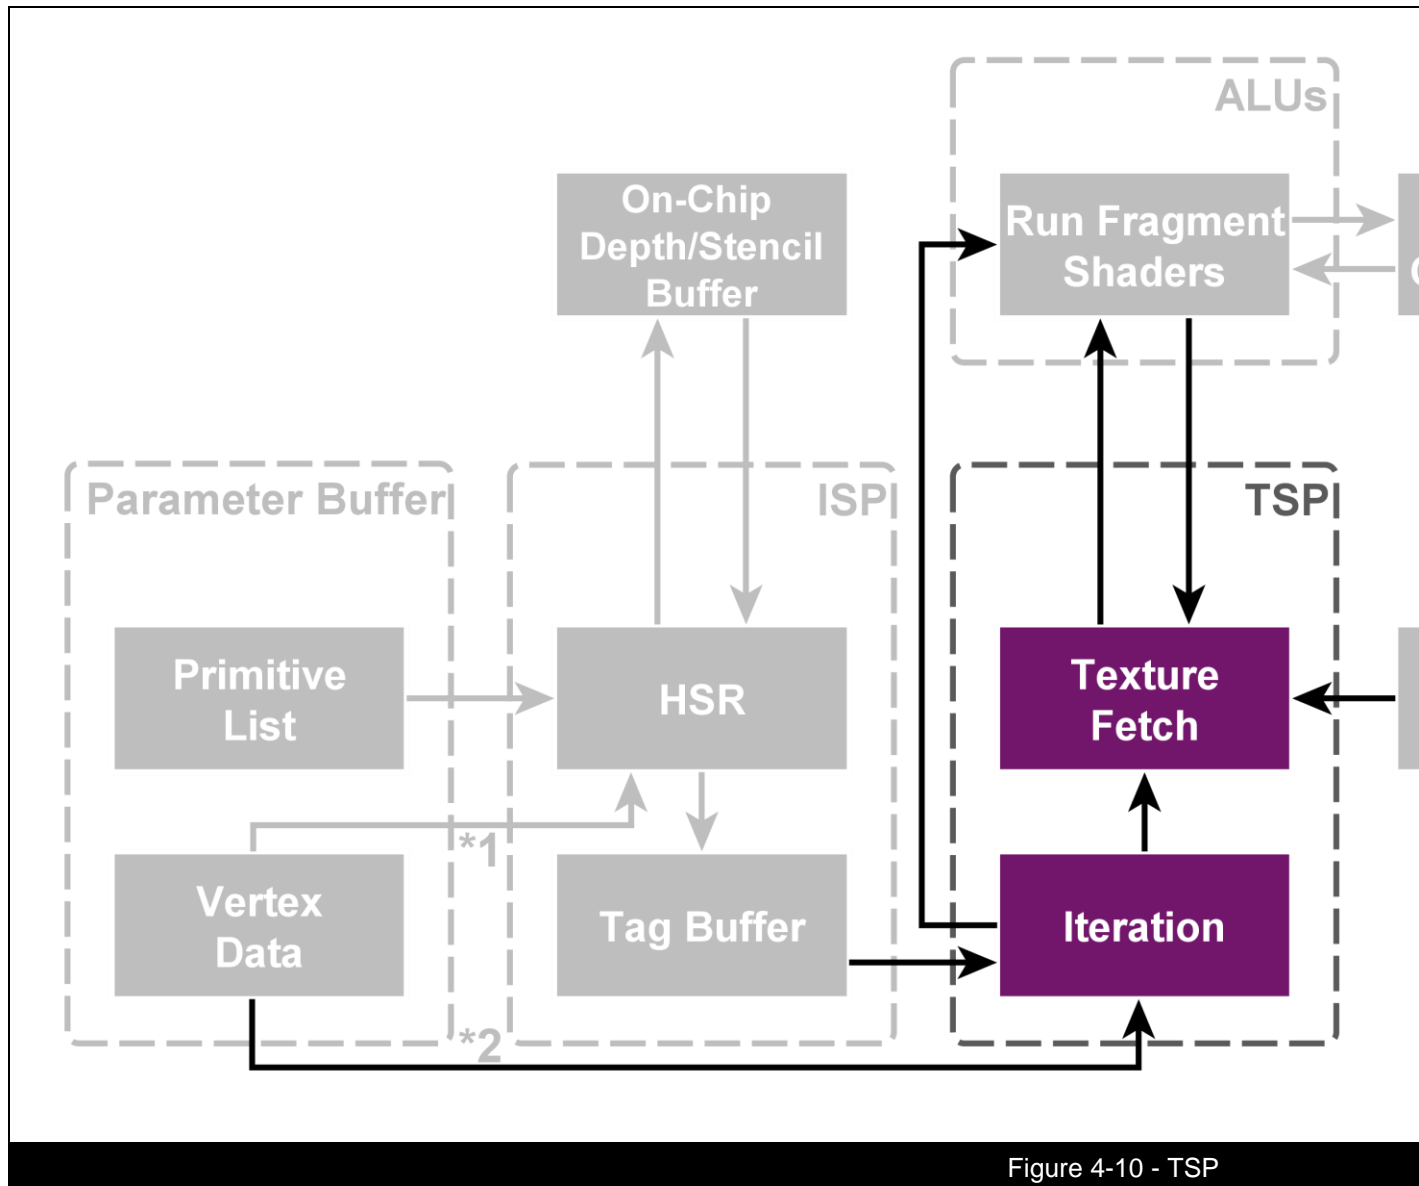 ALUs
On-Chip
Depth/Stencil
Buffer
Run Fragment
Shaders
Parameter Buffer
ISP
TSP
Primitive
List
HSR
Texture
Fetch
*1
Vertex
Data
Tag Buffer
Iteration
*2
Figure 4-10 - TSP